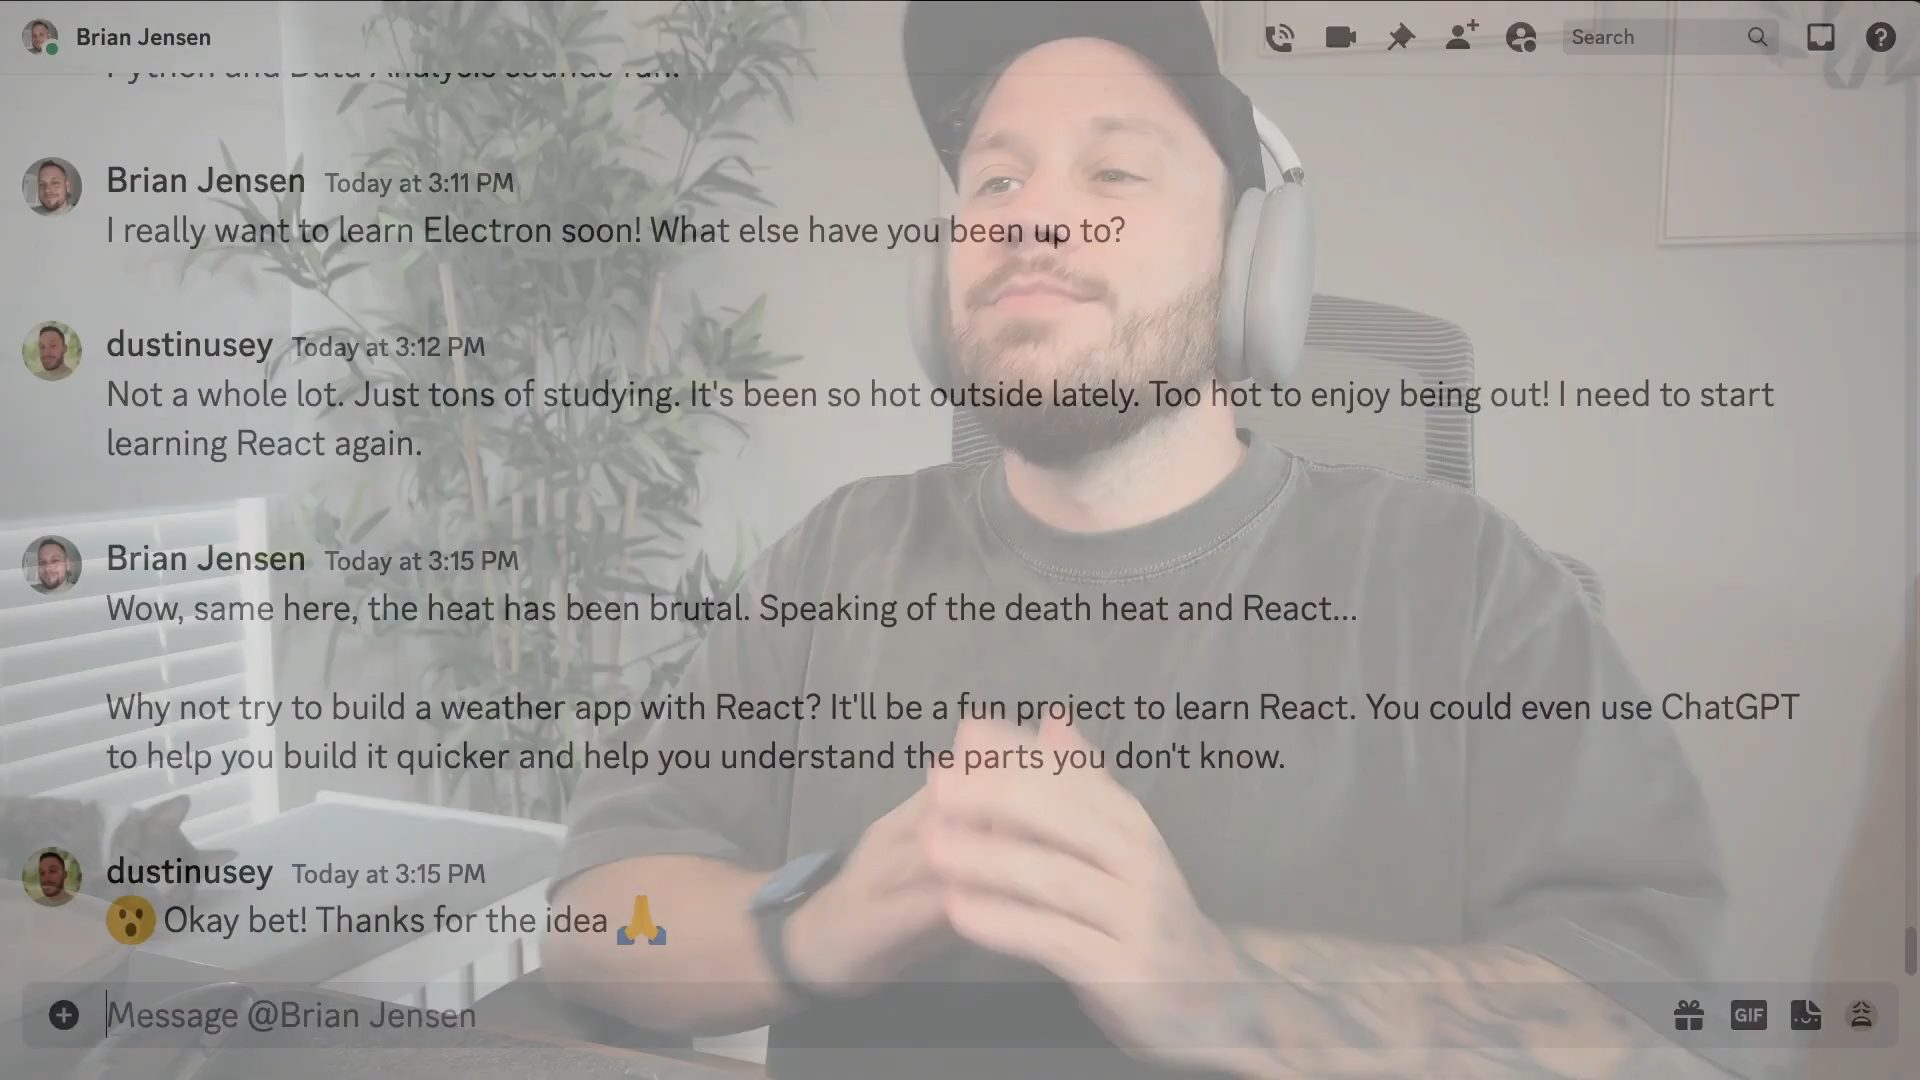 Brian Jensen
Search
Python and Data Analysis sounds fun.
Brian Jensen Today at 3:11 PM
I really want to learn Electron soon! What else have you been up to?
dustinusey Today at 3:12 PM
Not a whole lot. Just tons of studying. It's been so hot outside lately. Too hot to enjoy being out! I need to start
learning React again.
Brian Jensen Today at 3:15 PM
Wow, same here, the heat has been brutal. Speaking of the death heat and React...
Why not try to build a weather app with React? It'll be a fun project to learn React. You could even use ChatGPT
to help you build it quicker and help you understand the parts you don't know.
dustinusey Today at 3:15 PM
😮 Okay bet! Thanks for the idea 🙏
Message @Brian Jensen
GIF